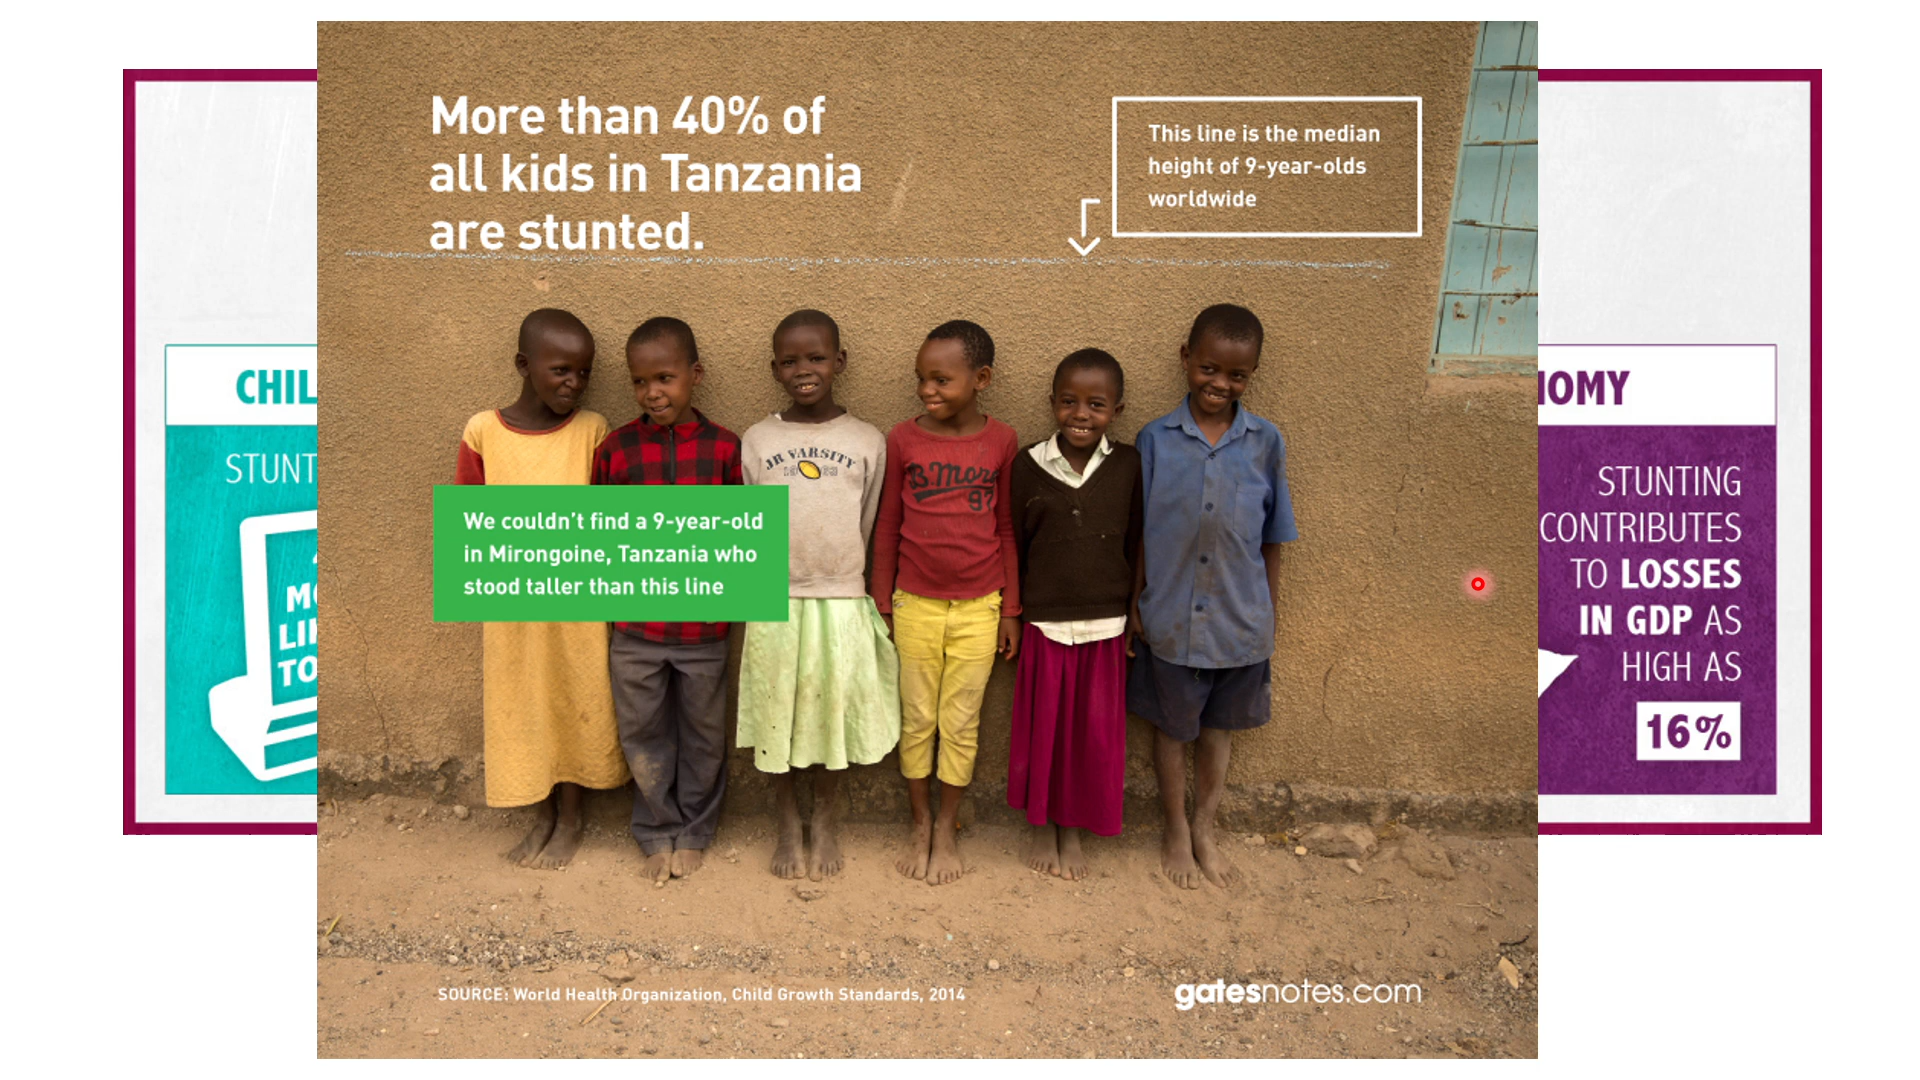 More than 40% of
all kids in Tanzania
are stunted.
This line is the median
height of 9-year-olds
worldwide
JR VARSITY
B.More
97
We couldn't find a 9-year-old
in Mirongoine, Tanzania who
stood taller than this line
SOURCE: World Health Organization, Child Growth Standards, 2014
gatesnotes.com
STUNTING
CONTRIBUTES
TO LOSSES
IN GDP AS
HIGH AS
16%